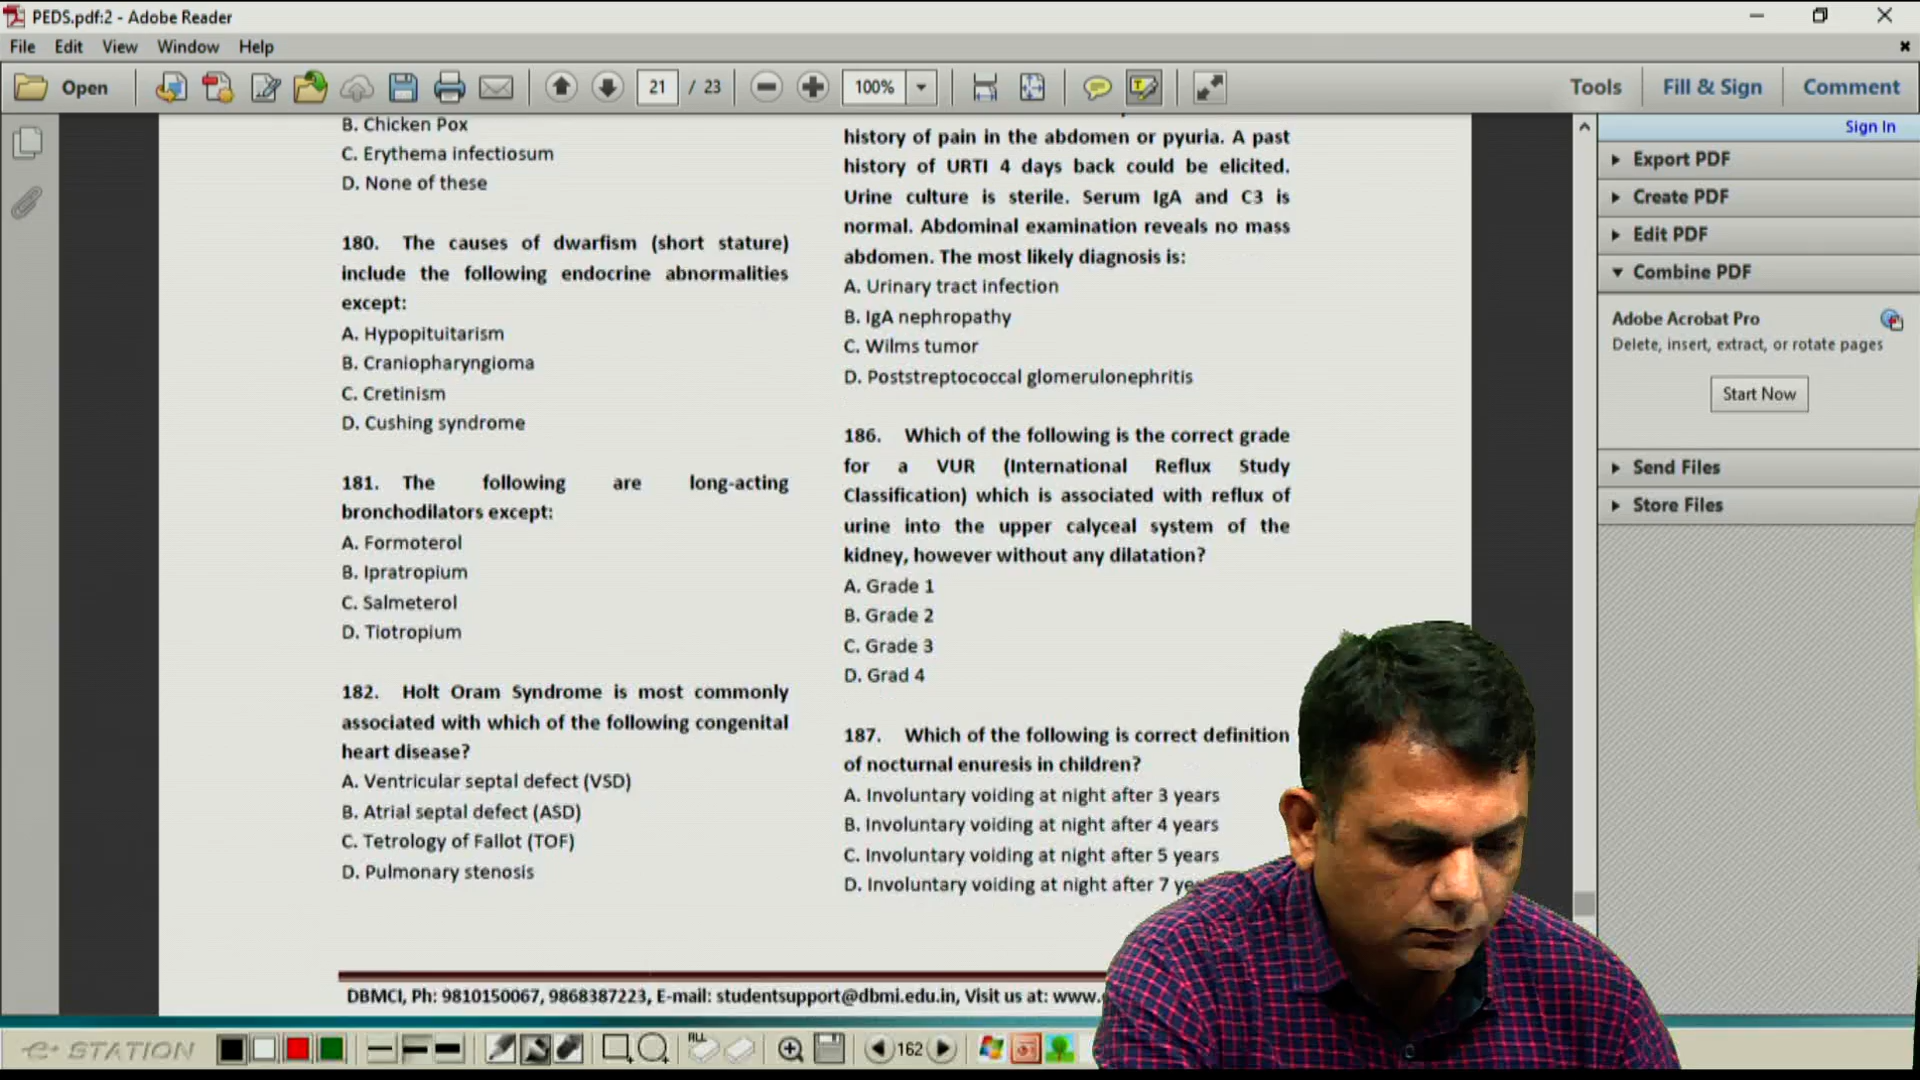 PEDS.pdf:2 - Adobe Reader
File Edit View Window Help
Open 21 / 23 100% Tools Fill & Sign Comment
Sign In
Export PDF
Create PDF
Edit PDF
Combine PDF
Adobe Acrobat Pro
Delete, insert, extract, or rotate pages
Start Now
Send Files
Store Files
B. Chicken Pox
C. Erythema infectiosum
D. None of these
180. The causes of dwarfism (short stature)
include the following endocrine abnormalities
except:
A. Hypopituitarism
B. Craniopharyngioma
C. Cretinism
D. Cushing syndrome
181. The following are long-acting
bronchodilators except:
A. Formoterol
B. Ipratropium
C. Salmeterol
D. Tiotropium
182. Holt Oram Syndrome is most commonly
associated with which of the following congenital
heart disease?
A. Ventricular septal defect (VSD)
B. Atrial septal defect (ASD)
C. Tetrology of Fallot (TOF)
D. Pulmonary stenosis
history of pain in the abdomen or pyuria. A past
history of URTI 4 days back could be elicited.
Urine culture is sterile. Serum IgA and C3 is
normal. Abdominal examination reveals no mass
abdomen. The most likely diagnosis is:
A. Urinary tract infection
B. IgA nephropathy
C. Wilms tumor
D. Poststreptococcal glomerulonephritis
186. Which of the following is the correct grade
for a VUR (International Reflux Study
Classification) which is associated with reflux of
urine into the upper calyceal system of the
kidney, however without any dilatation?
A. Grade 1
B. Grade 2
C. Grade 3
D. Grad 4
187. Which of the following is correct definition
of nocturnal enuresis in children?
A. Involuntary voiding at night after 3 years
B. Involuntary voiding at night after 4 years
C. Involuntary voiding at night after 5 years
D. Involuntary voiding at night after 7
DBMCI, Ph: 9810150067, 9868387223, E-mail: studentsupport@dbmi.edu.in, Visit us at: www.
e-STATION ALL 162